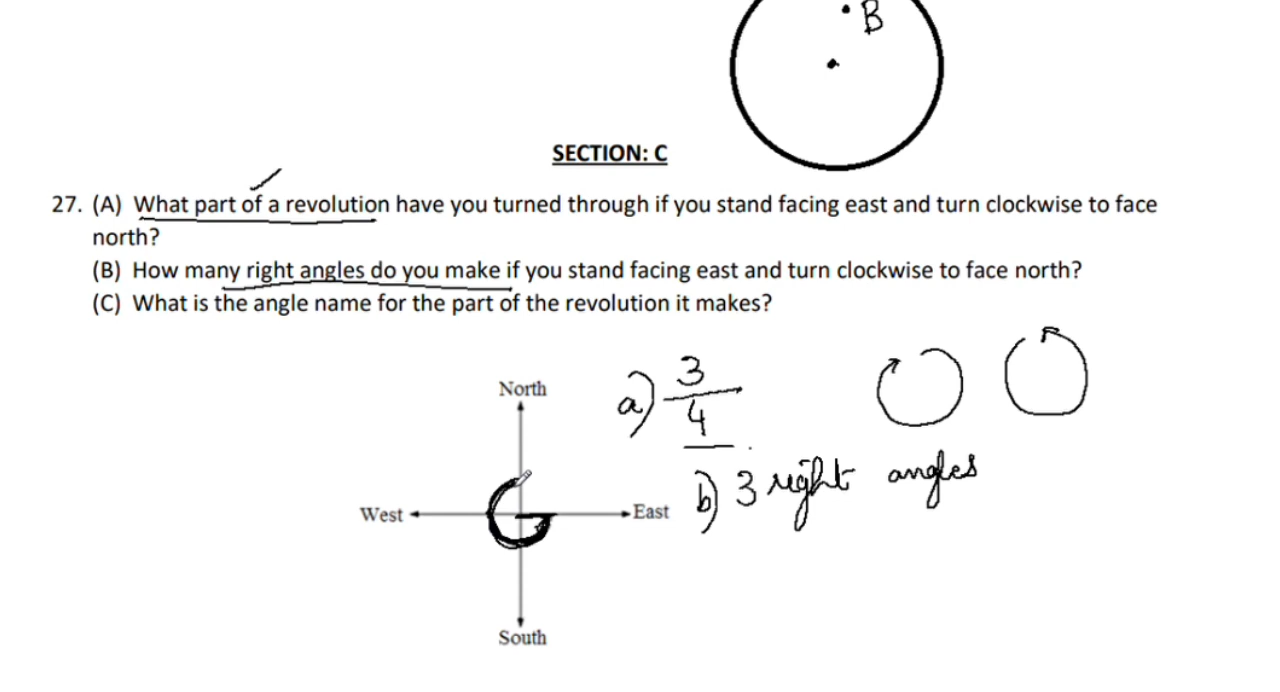 B
SECTION: C
27. (A) What part of a revolution have you turned through if you stand facing east and turn clockwise to face
north?
(B) How many right angles do you make if you stand facing east and turn clockwise to face north?
(C) What is the angle name for the part of the revolution it makes?
North
a) 3/4
West
East
b) 3 right angles
South